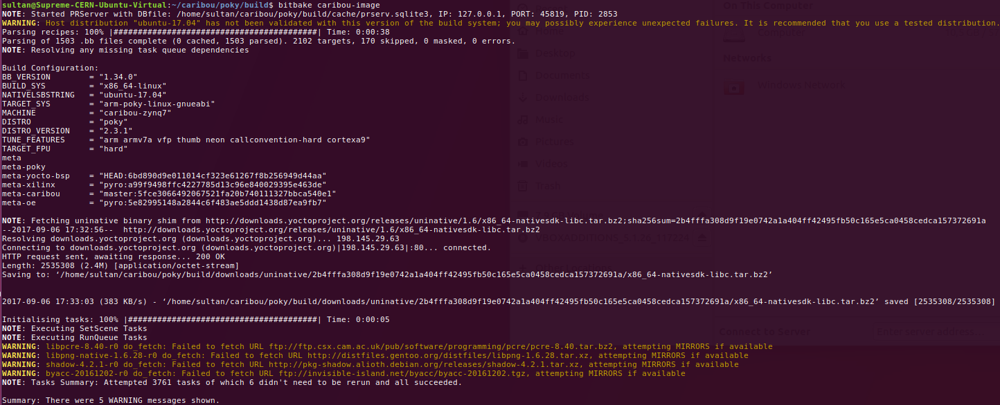 sultan@Supreme-CERN-Ubuntu-Virtual:~/caribou/poky/build$ bitbake caribou-image
NOTE: Started PRServer with DBfile: /home/sultan/caribou/poky/build/cache/prserv.sqlite3, IP: 127.0.0.1, PORT: 45819, PID: 2853
WARNING: Host distribution "ubuntu-17.04" has not been validated with this version of the build system; you may possibly experience unexpected failures. It is recommended that you use a tested distribution.
Parsing recipes: 100% |##########################################| Time: 0:00:38
Parsing of 1503 .bb files complete (0 cached, 1503 parsed). 2102 targets, 170 skipped, 0 masked, 0 errors.
NOTE: Resolving any missing task queue dependencies
Build Configuration:
BB_VERSION        = "1.34.0"
BUILD_SYS         = "x86_64-linux"
NATIVELSBSTRING   = "ubuntu-17.04"
TARGET_SYS        = "arm-poky-linux-gnueabi"
MACHINE           = "caribou-zynq7"
DISTRO            = "poky"
DISTRO_VERSION    = "2.3.1"
TUNE_FEATURES     = "arm armv7a vfp thumb neon callconvention-hard cortexa9"
TARGET_FPU        = "hard"
meta
meta-poky
meta-yocto-bsp    = "HEAD:6bd890d9e011014cf323e61267f8b256949d44aa"
meta-xilinx       = "pyro:a99f9498ffc4227785d13c96e840029395e463de"
meta-caribou      = "master:5fce3066492067521fa20b740111327bbca540e1"
meta-oe           = "pyro:5e82995148a2844c6f483ae5ddd1438d87ea9fb7"
NOTE: Fetching uninative binary shim from http://downloads.yoctoproject.org/releases/uninative/1.6/x86_64-nativesdk-libc.tar.bz2;sha256sum=2b4fffa308d9f19e0742a1a404ff42495fb50c165e5ca0458cedca157372691a
--2017-09-06 17:32:56--  http://downloads.yoctoproject.org/releases/uninative/1.6/x86_64-nativesdk-libc.tar.bz2
Resolving downloads.yoctoproject.org (downloads.yoctoproject.org)... 198.145.29.63
Connecting to downloads.yoctoproject.org (downloads.yoctoproject.org)|198.145.29.63|:80... connected.
HTTP request sent, awaiting response... 200 OK
Length: 2535308 (2.4M) [application/octet-stream]
Saving to: ‘/home/sultan/caribou/poky/build/downloads/uninative/2b4fffa308d9f19e0742a1a404ff42495fb50c165e5ca0458cedca157372691a/x86_64-nativesdk-libc.tar.bz2’
2017-09-06 17:33:03 (383 KB/s) - ‘/home/sultan/caribou/poky/build/downloads/uninative/2b4fffa308d9f19e0742a1a404ff42495fb50c165e5ca0458cedca157372691a/x86_64-nativesdk-libc.tar.bz2’ saved [2535308/2535308]
Initialising tasks: 100% |#######################################| Time: 0:00:05
NOTE: Executing SetScene Tasks
NOTE: Executing RunQueue Tasks
WARNING: libpcre-8.40-r0 do_fetch: Failed to fetch URL ftp://ftp.csx.cam.ac.uk/pub/software/programming/pcre/pcre-8.40.tar.bz2, attempting MIRRORS if available
WARNING: libpng-native-1.6.28-r0 do_fetch: Failed to fetch URL http://distfiles.gentoo.org/distfiles/libpng-1.6.28.tar.xz, attempting MIRRORS if available
WARNING: shadow-4.2.1-r0 do_fetch: Failed to fetch URL http://pkg-shadow.alioth.debian.org/releases/shadow-4.2.1.tar.xz, attempting MIRRORS if available
WARNING: byacc-20161202-r0 do_fetch: Failed to fetch URL ftp://invisible-island.net/byacc/byacc-20161202.tgz, attempting MIRRORS if available
NOTE: Tasks Summary: Attempted 3761 tasks of which 6 didn't need to be rerun and all succeeded.
Summary: There were 5 WARNING messages shown.
Recent
Home
Desktop
Documents
Downloads
Music
Pictures
Videos
Trash
VBOXADDITIONS_5.1.26_117224
Other Locations
On This Computer
Computer
Networks
Windows Network
Connect to Server
Enter server address...